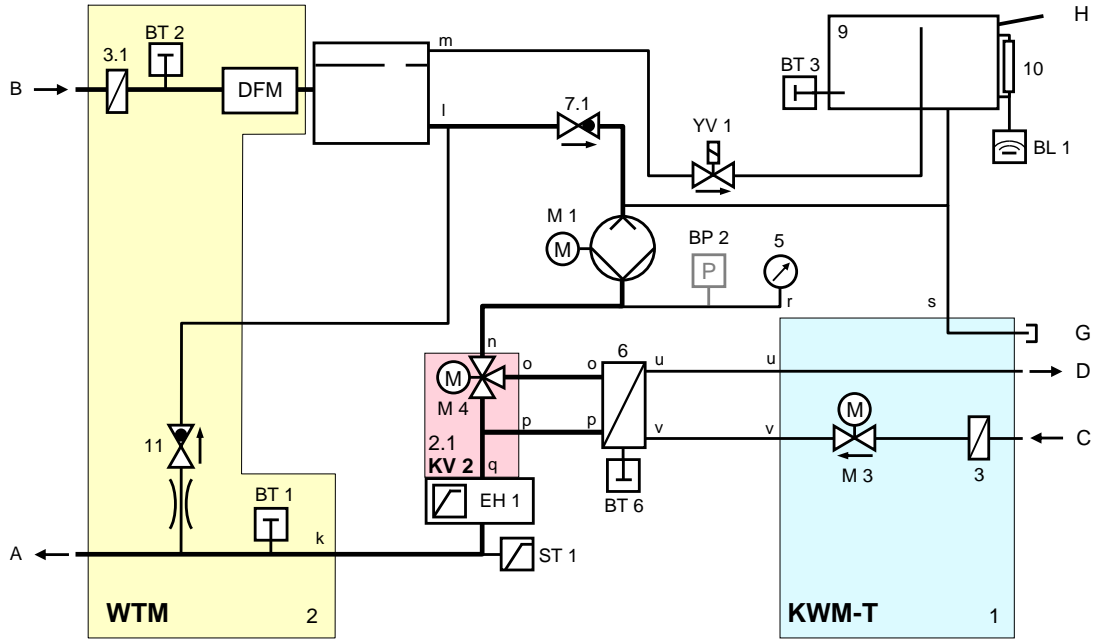 H
m
9
BT 2
3.1
BT 3
10
B
DFM
7.1
l
YV 1
BL 1
M 1
M
BP 2
5
P
r
s
G
n
o
o
6
u
u
D
M
M 4
M
2.1
p
p
v
v
C
11
KV 2
q
M 3
3
BT 1
EH 1
BT 6
k
A
ST 1
WTM
2
KWM-T
1